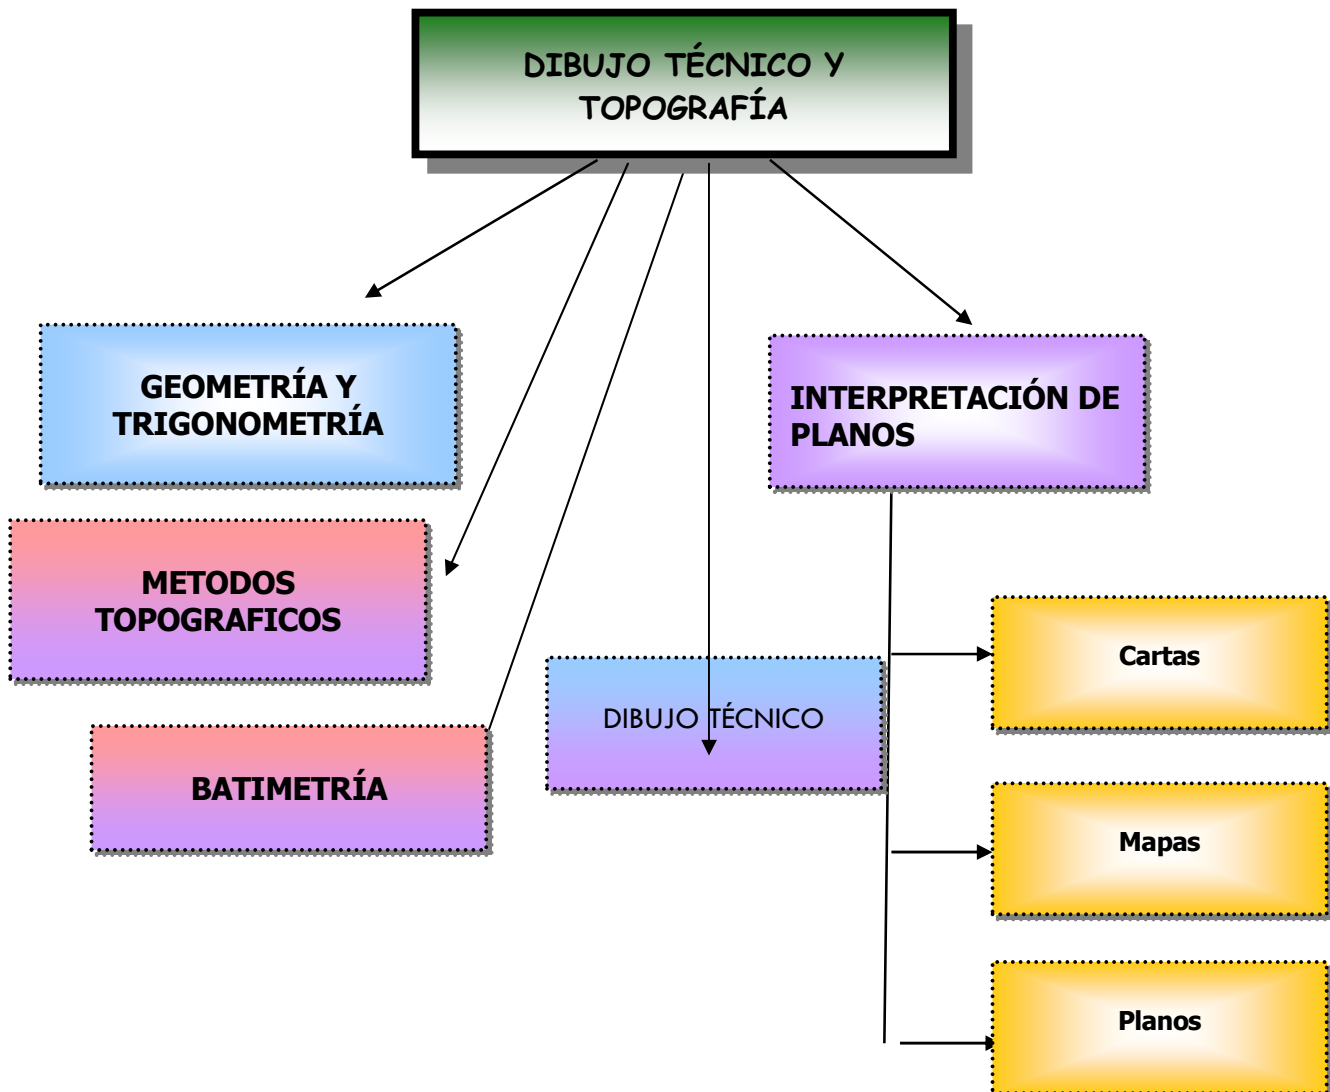 DIBUJO TÉCNICO Y
TOPOGRAFÍA
GEOMETRÍA Y
TRIGONOMETRÍA
INTERPRETACIÓN DE
PLANOS
METODOS
TOPOGRAFICOS
Cartas
DIBUJO TÉCNICO
BATIMETRÍA
Mapas
Planos